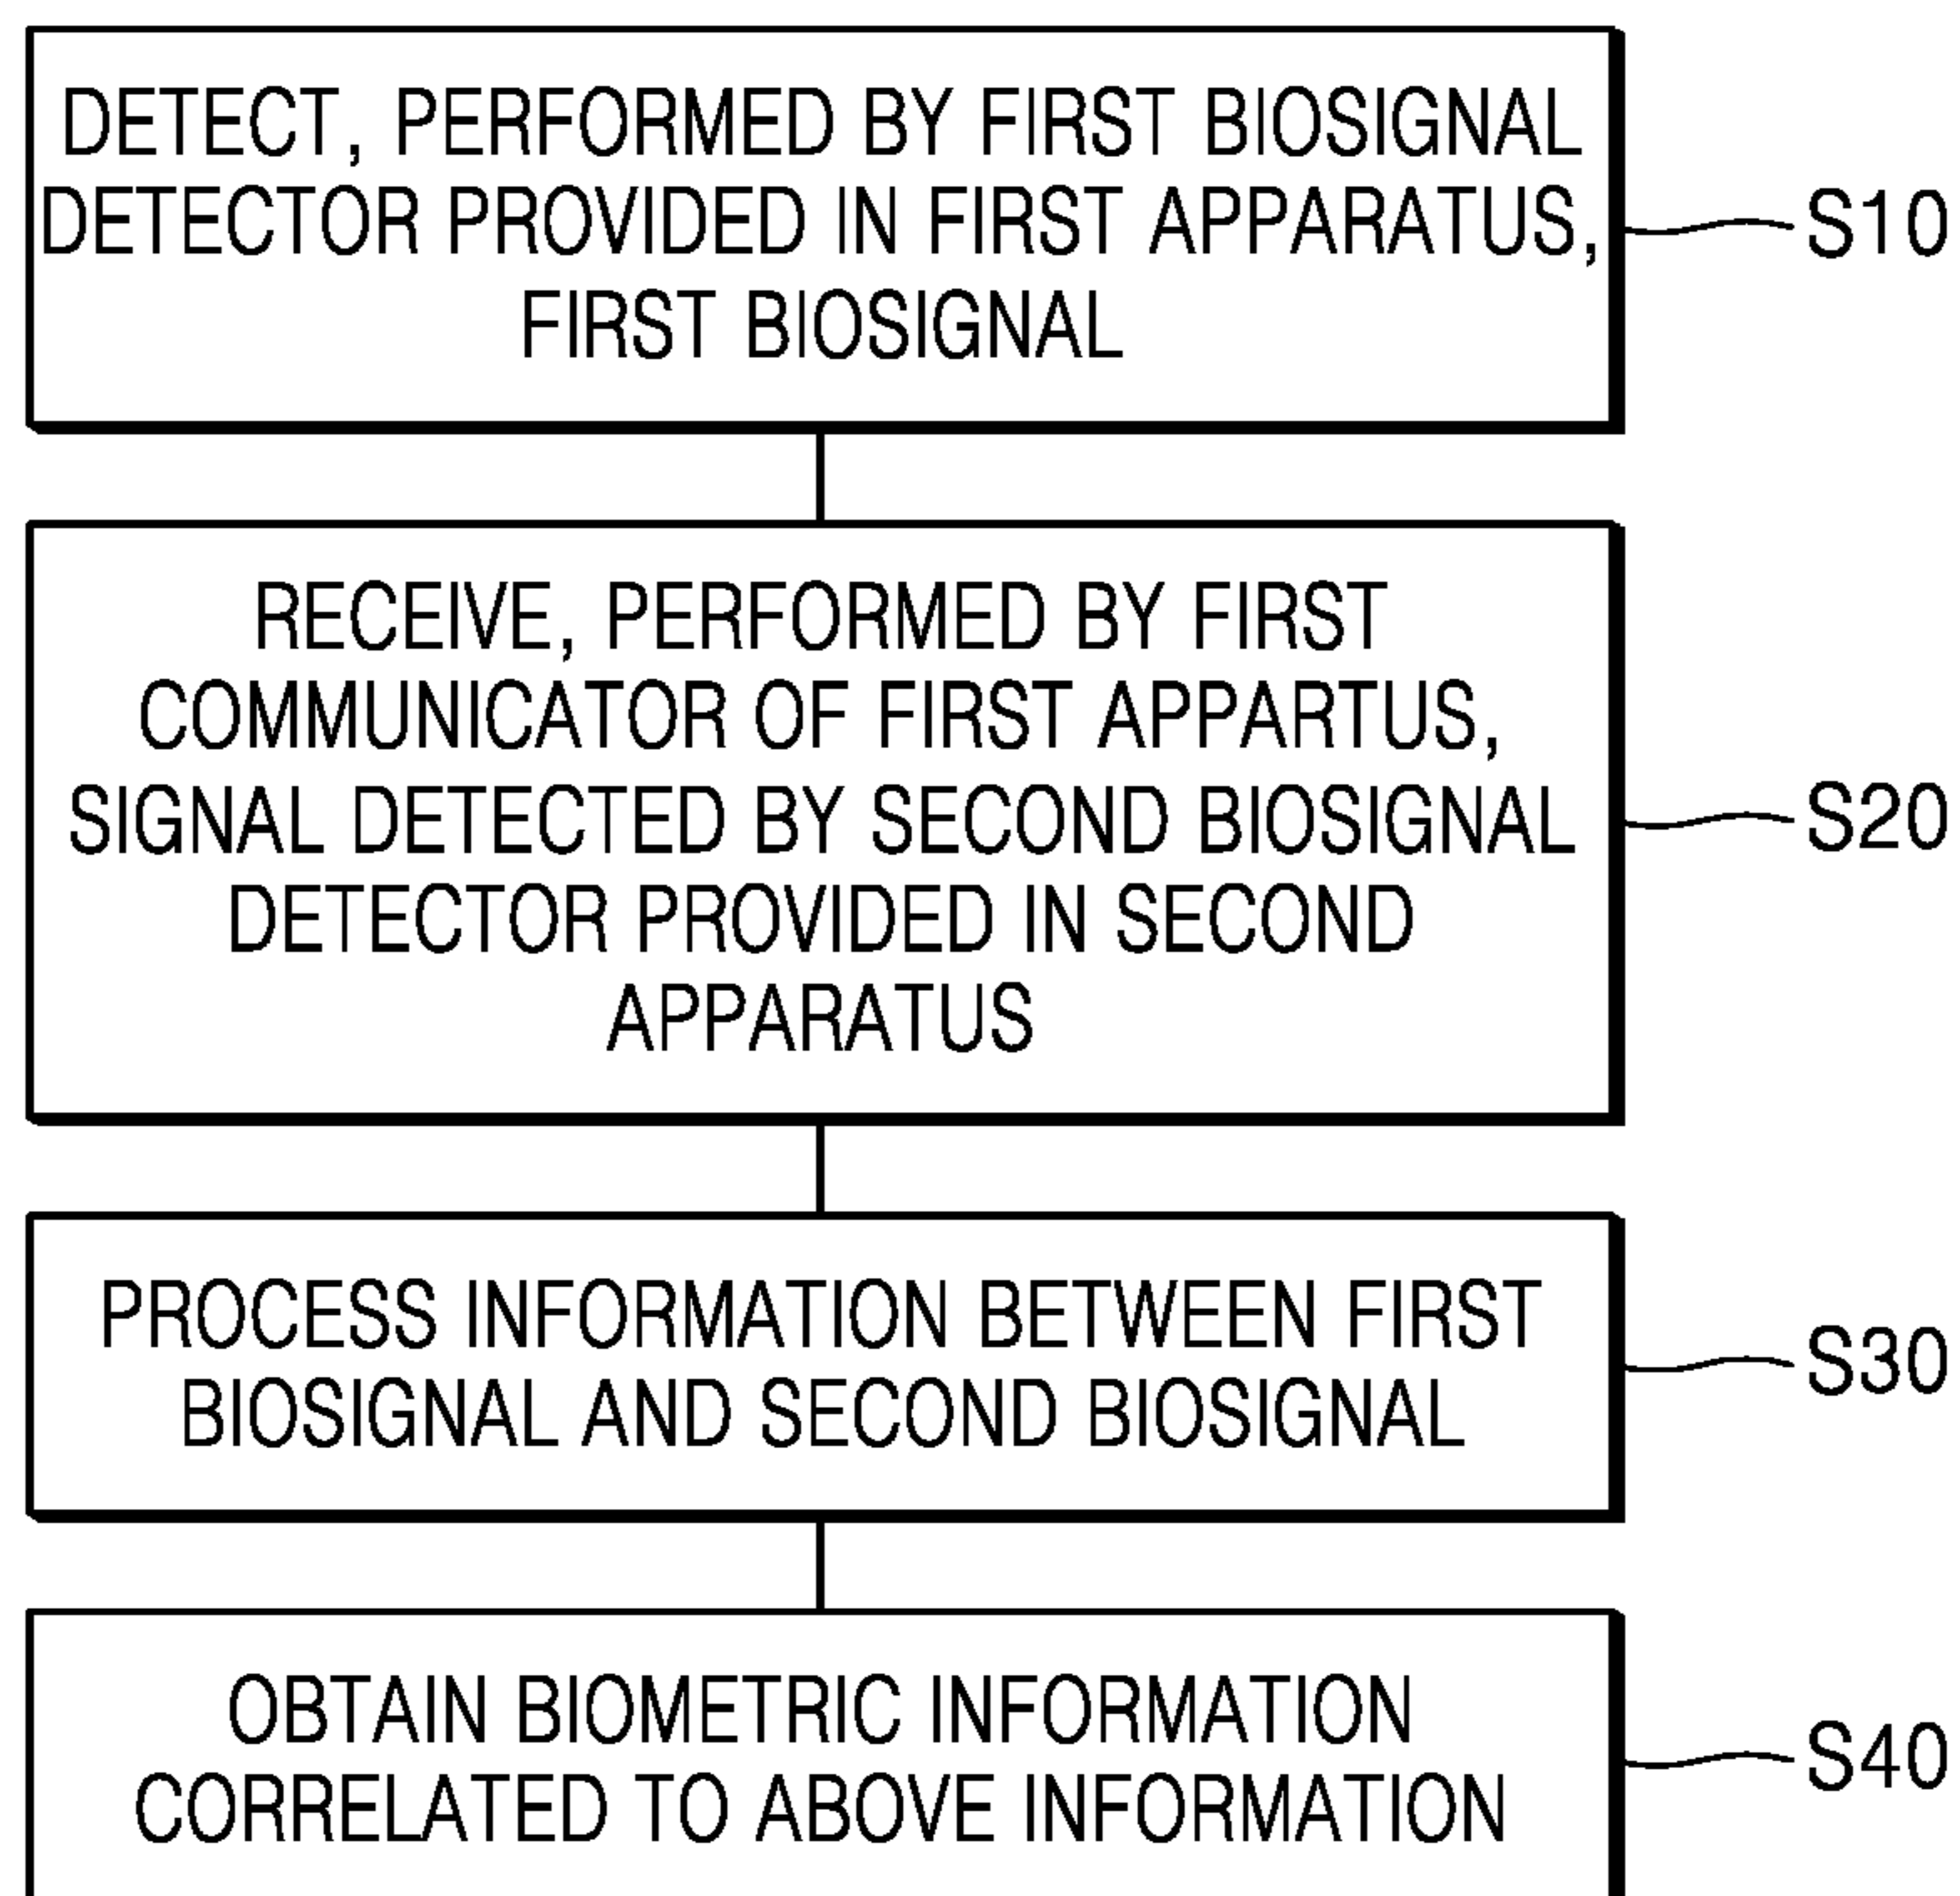 DETECT, PERFORMED BY FIRST BIOSIGNAL
DETECTOR PROVIDED IN FIRST APPARATUS,
FIRST BIOSIGNAL
S10
RECEIVE, PERFORMED BY FIRST
COMMUNICATOR OF FIRST APPARTUS,
SIGNAL DETECTED BY SECOND BIOSIGNAL
DETECTOR PROVIDED IN SECOND
APPARATUS
S20
PROCESS INFORMATION BETWEEN FIRST
BIOSIGNAL AND SECOND BIOSIGNAL
S30
OBTAIN BIOMETRIC INFORMATION
CORRELATED TO ABOVE INFORMATION
S40